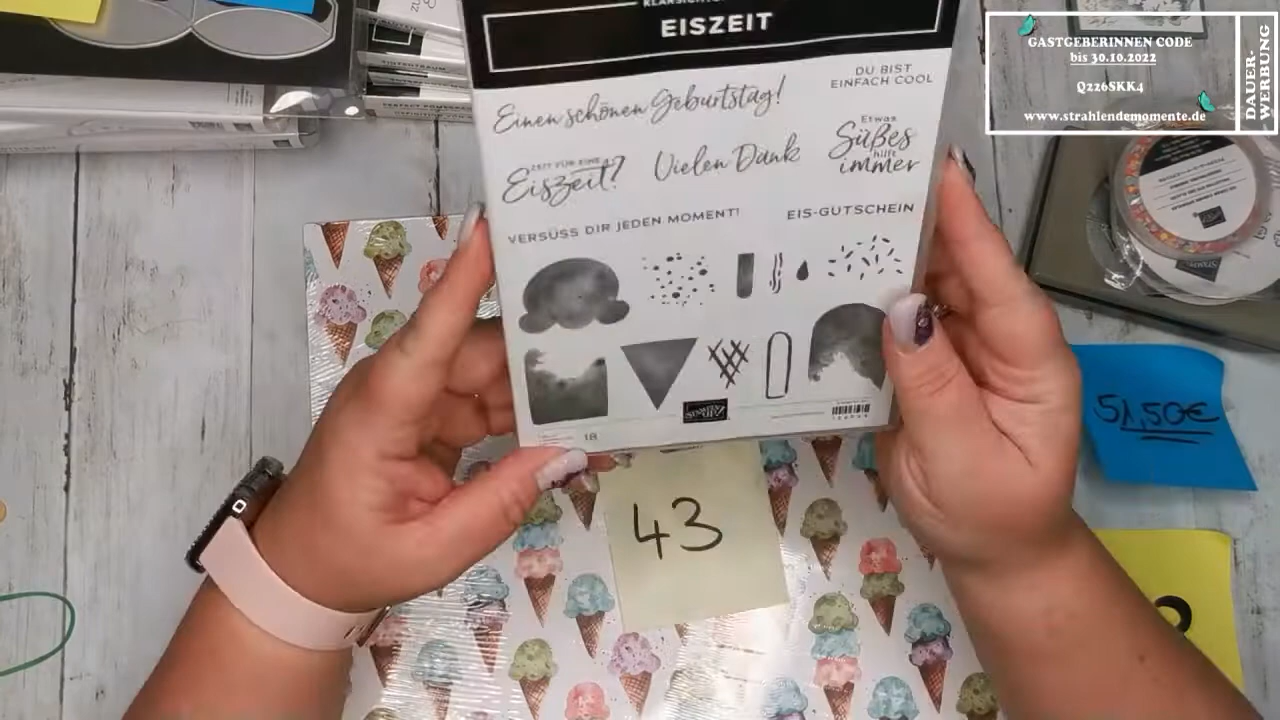 EISZEIT
Einen schönen Geburtstag!
DU BIST
EINFACH COOL
ZEIT FÜR EINE
Eiszeit?
Vielen Dank
Etwas
Süßes
hilft
immer
VERSÜSS DIR JEDEN MOMENT!
EIS-GUTSCHEIN
STAMPIN' UP!
18
43
51,50€
GASTGEBERINNEN CODE
bis 30.10.2022
Q226SKK4
www.strahlendemomente.de
DAUER-
WERBUNG